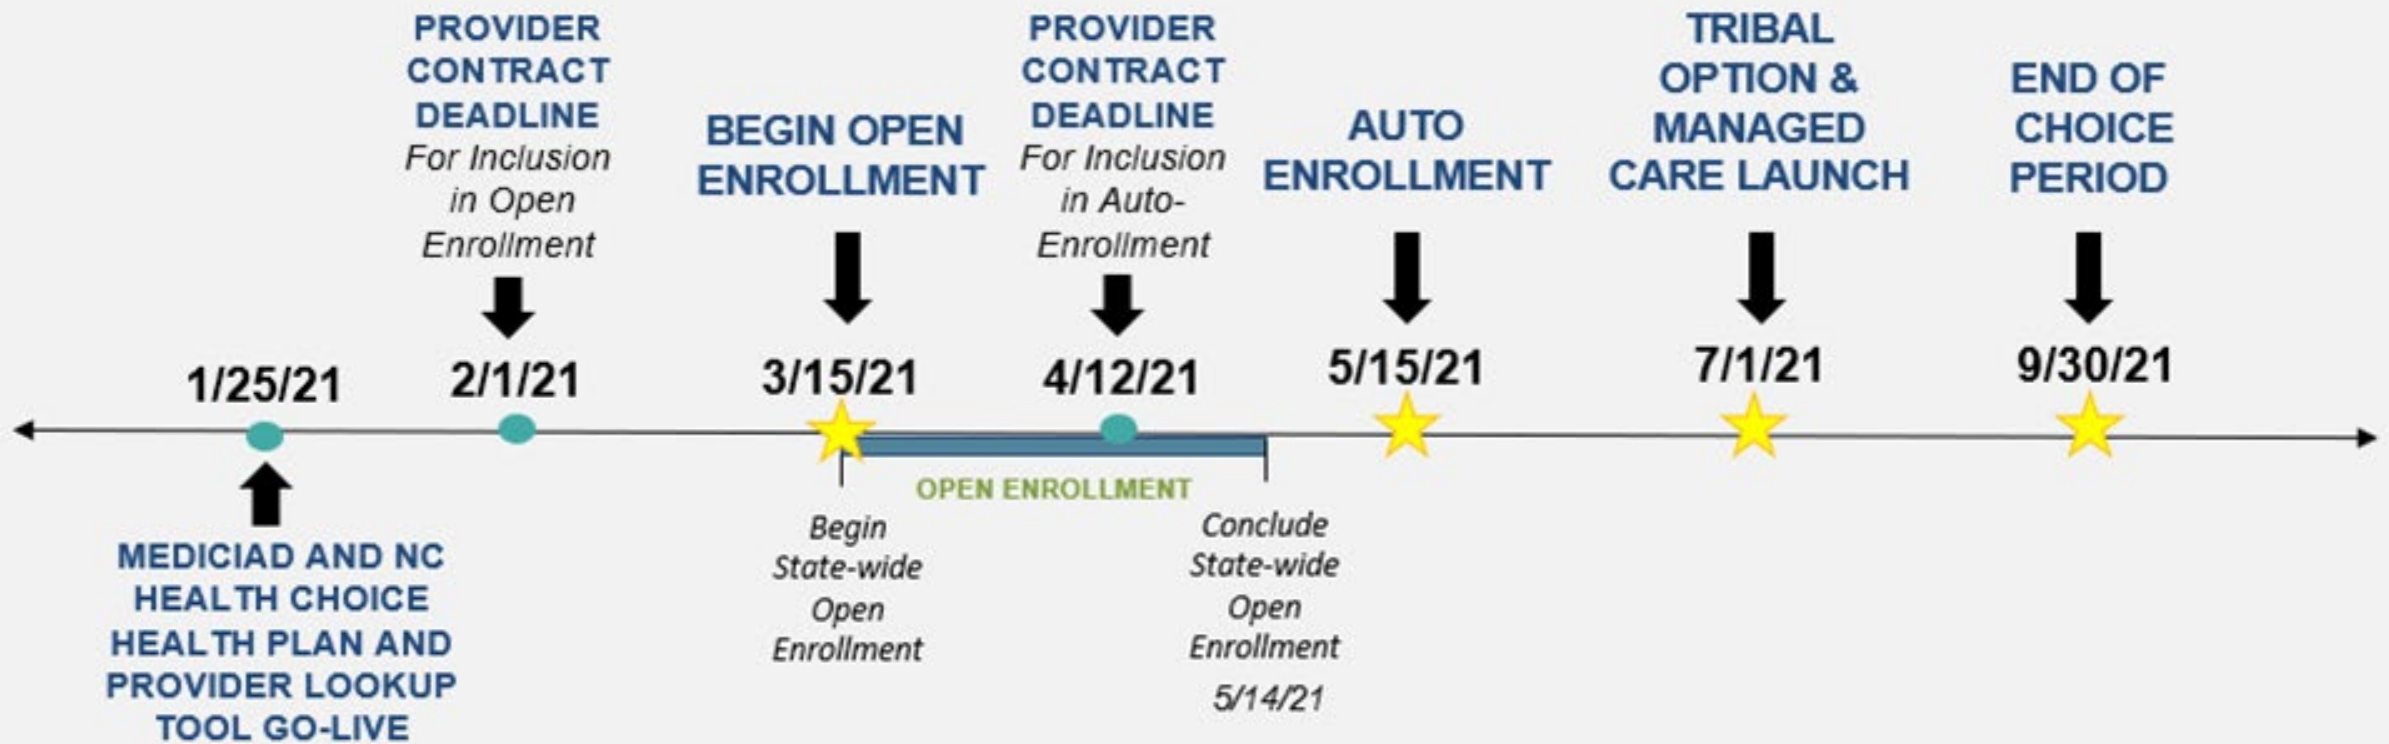 PROVIDER
CONTRACT
DEADLINE
For Inclusion
in Open
Enrollment
BEGIN OPEN
ENROLLMENT
PROVIDER
CONTRACT
DEADLINE
For Inclusion
in Auto-
Enrollment
AUTO
ENROLLMENT
TRIBAL
OPTION &
MANAGED
CARE LAUNCH
END OF
CHOICE
PERIOD
1/25/21
2/1/21
3/15/21
4/12/21
5/15/21
7/1/21
9/30/21
OPEN ENROLLMENT
MEDICIAD AND NC
HEALTH CHOICE
HEALTH PLAN AND
PROVIDER LOOKUP
TOOL GO-LIVE
Begin
State-wide
Open
Enrollment
Conclude
State-wide
Open
Enrollment
5/14/21